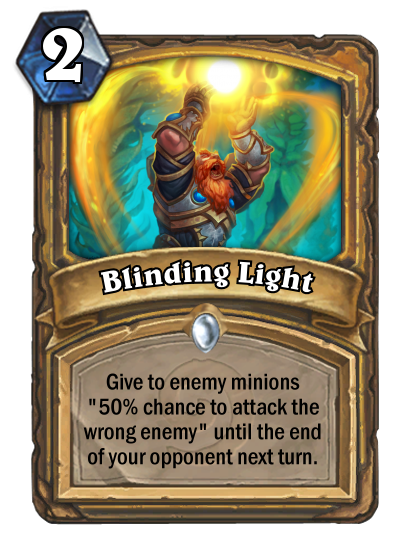 2
Blinding Light
Give to enemy minions
"50% chance to attack the
wrong enemy" until the end
of your opponent next turn.